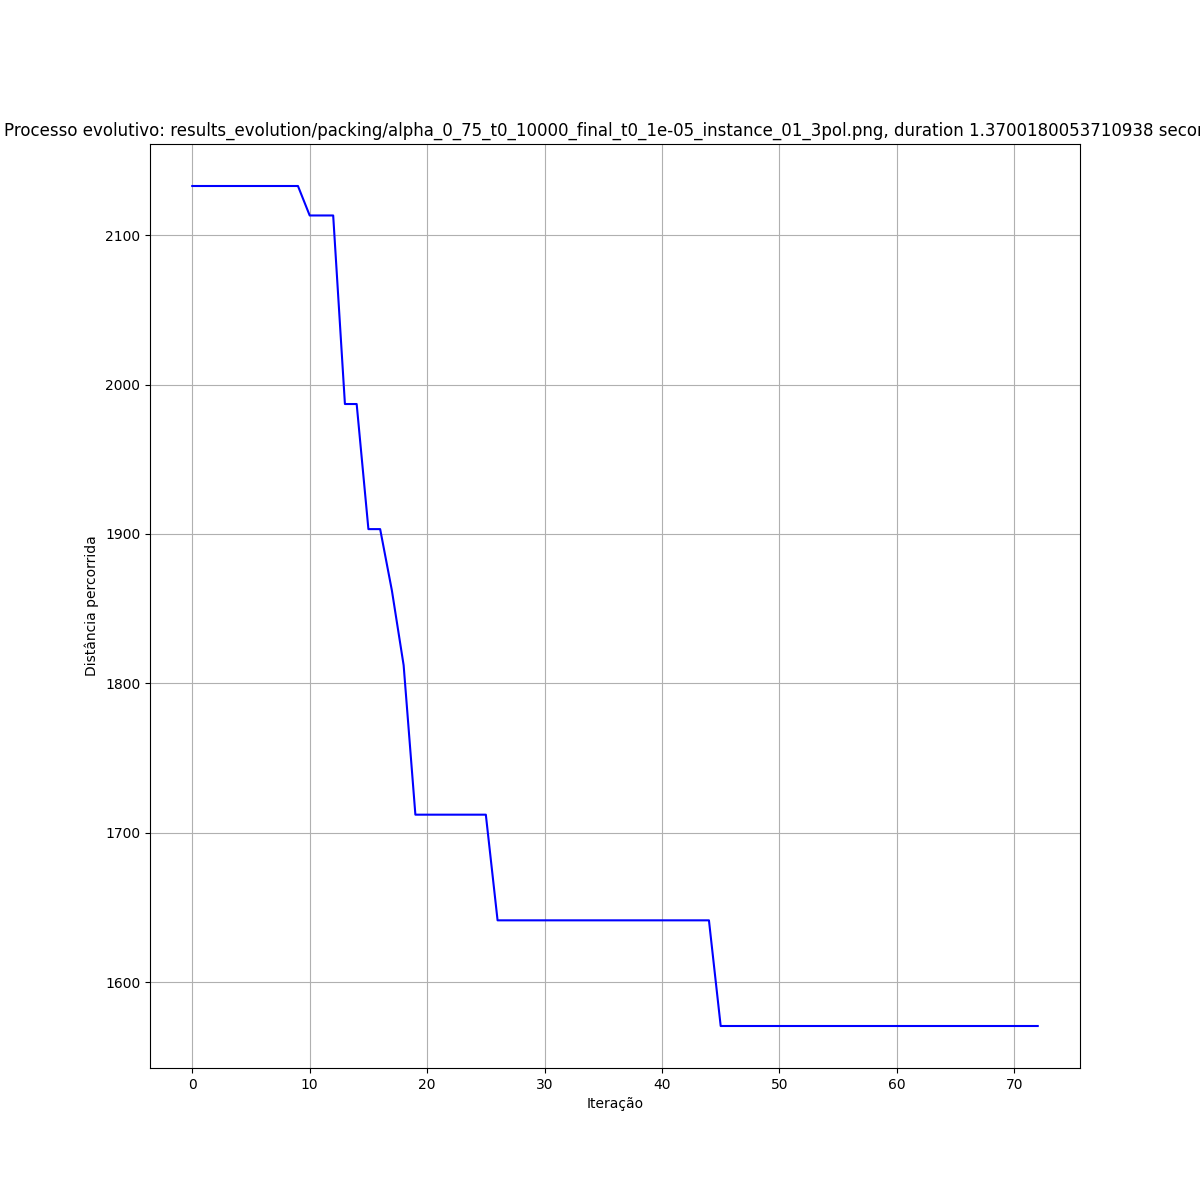 Processo evolutivo: results_evolution/packing/alpha_0_75_t0_10000_final_t0_1e-05_instance_01_3pol.png, duration 1.3700180053710938
2100
2000
1900
1800
1700
1600
Distância percorrida
0 10 20 30 40 50 60 70
Iteração